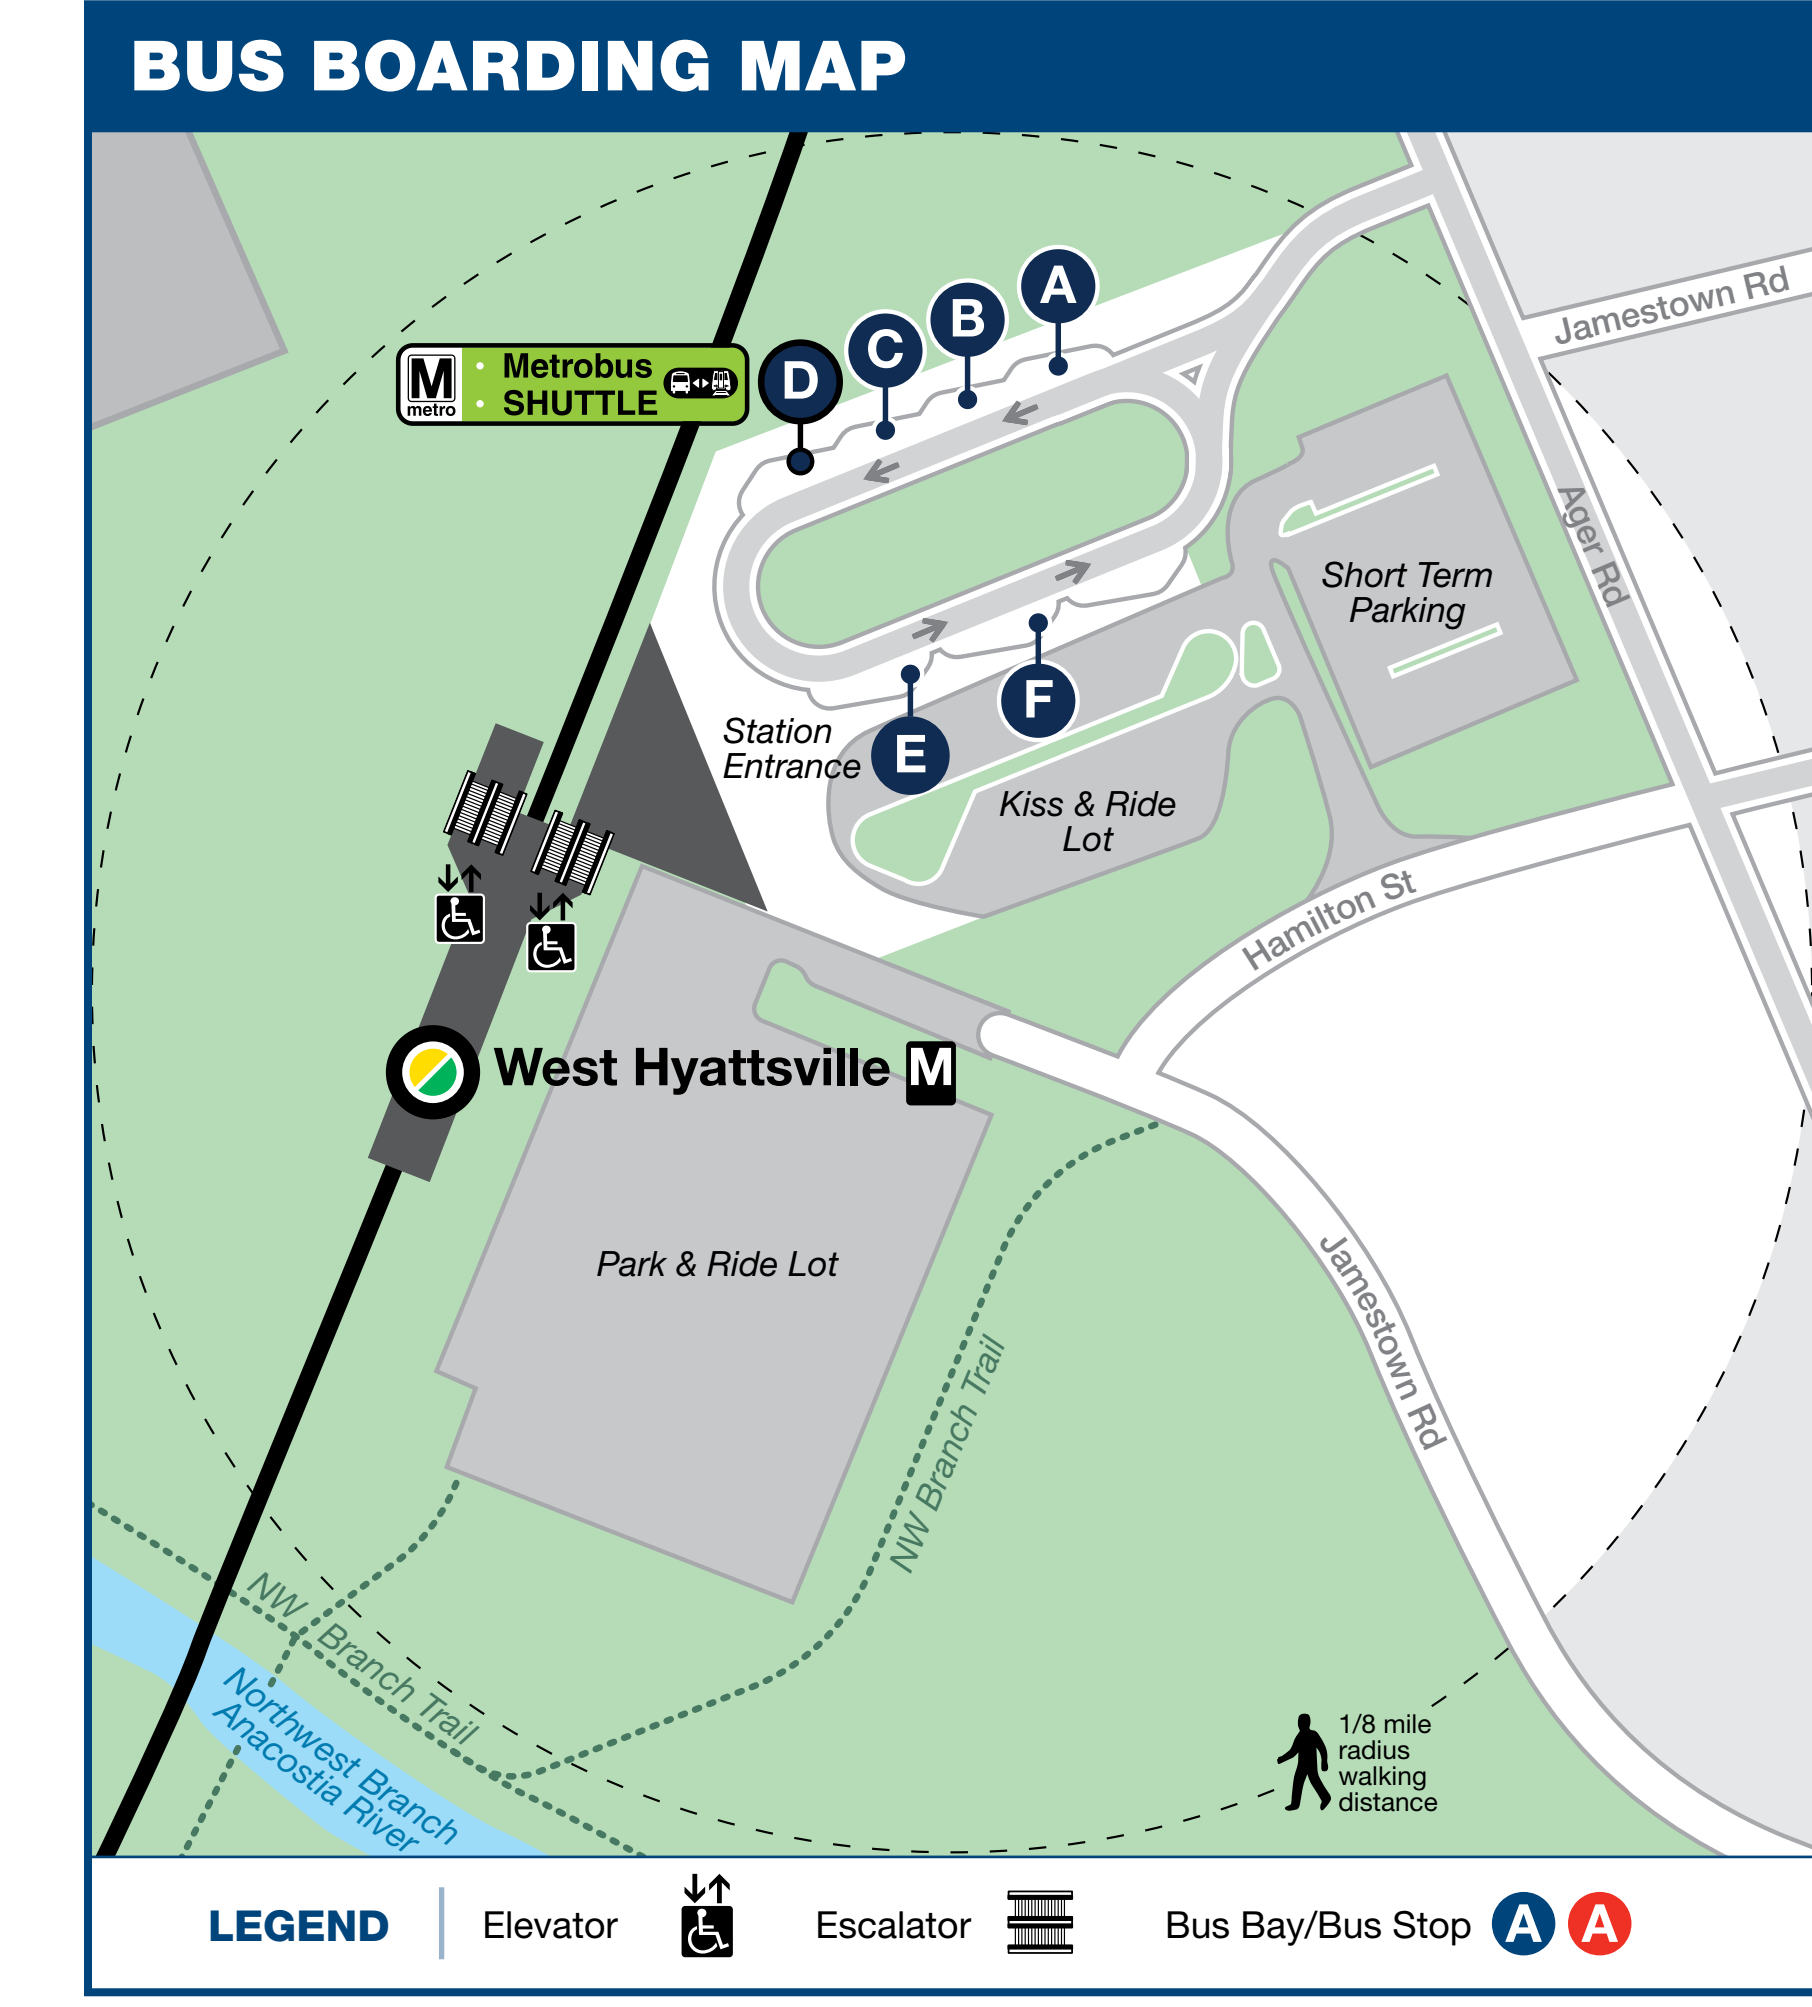 BUS BOARDING MAP
A
B
C
D
M
metro
Metrobus
SHUTTLE
Jamestown Rd
Ager Rd
Short Term
Parking
F
E
Station
Entrance
Kiss & Ride
Lot
Hamilton St
West Hyattsville M
Park & Ride Lot
Jamestown Rd
NW Branch Trail
NW Branch Trail
Northwest Branch
Anacostia River
1/8 mile
radius
walking
distance
LEGEND
Elevator
Escalator
Bus Bay/Bus Stop A A